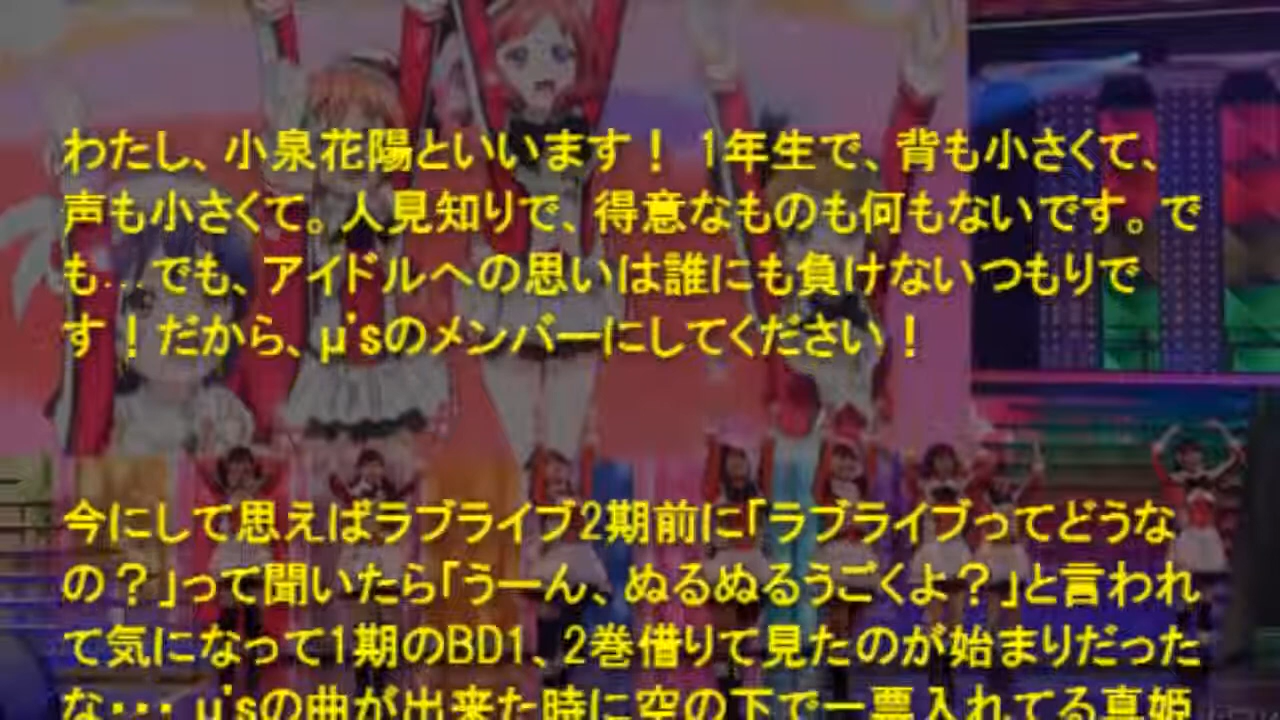 わたし、小泉花陽といいます！ 1年生で、背も小さくて、
声も小さくて。人見知りで、得意なものも何もないです。で
も…でも、アイドルへの思いは誰にも負けないつもりで
す！だから、μ'sのメンバーにしてください！
今にして思えばラブライブ2期前に「ラブライブってどうな
の？」って聞いたら「うーん、ぬるぬるうごくよ？」と言われ
て気になって1期のBD1、2巻借りて見たのが始まりだった
な・・・ μ'sの曲が出来た時に空の下で一票入れてる真姫